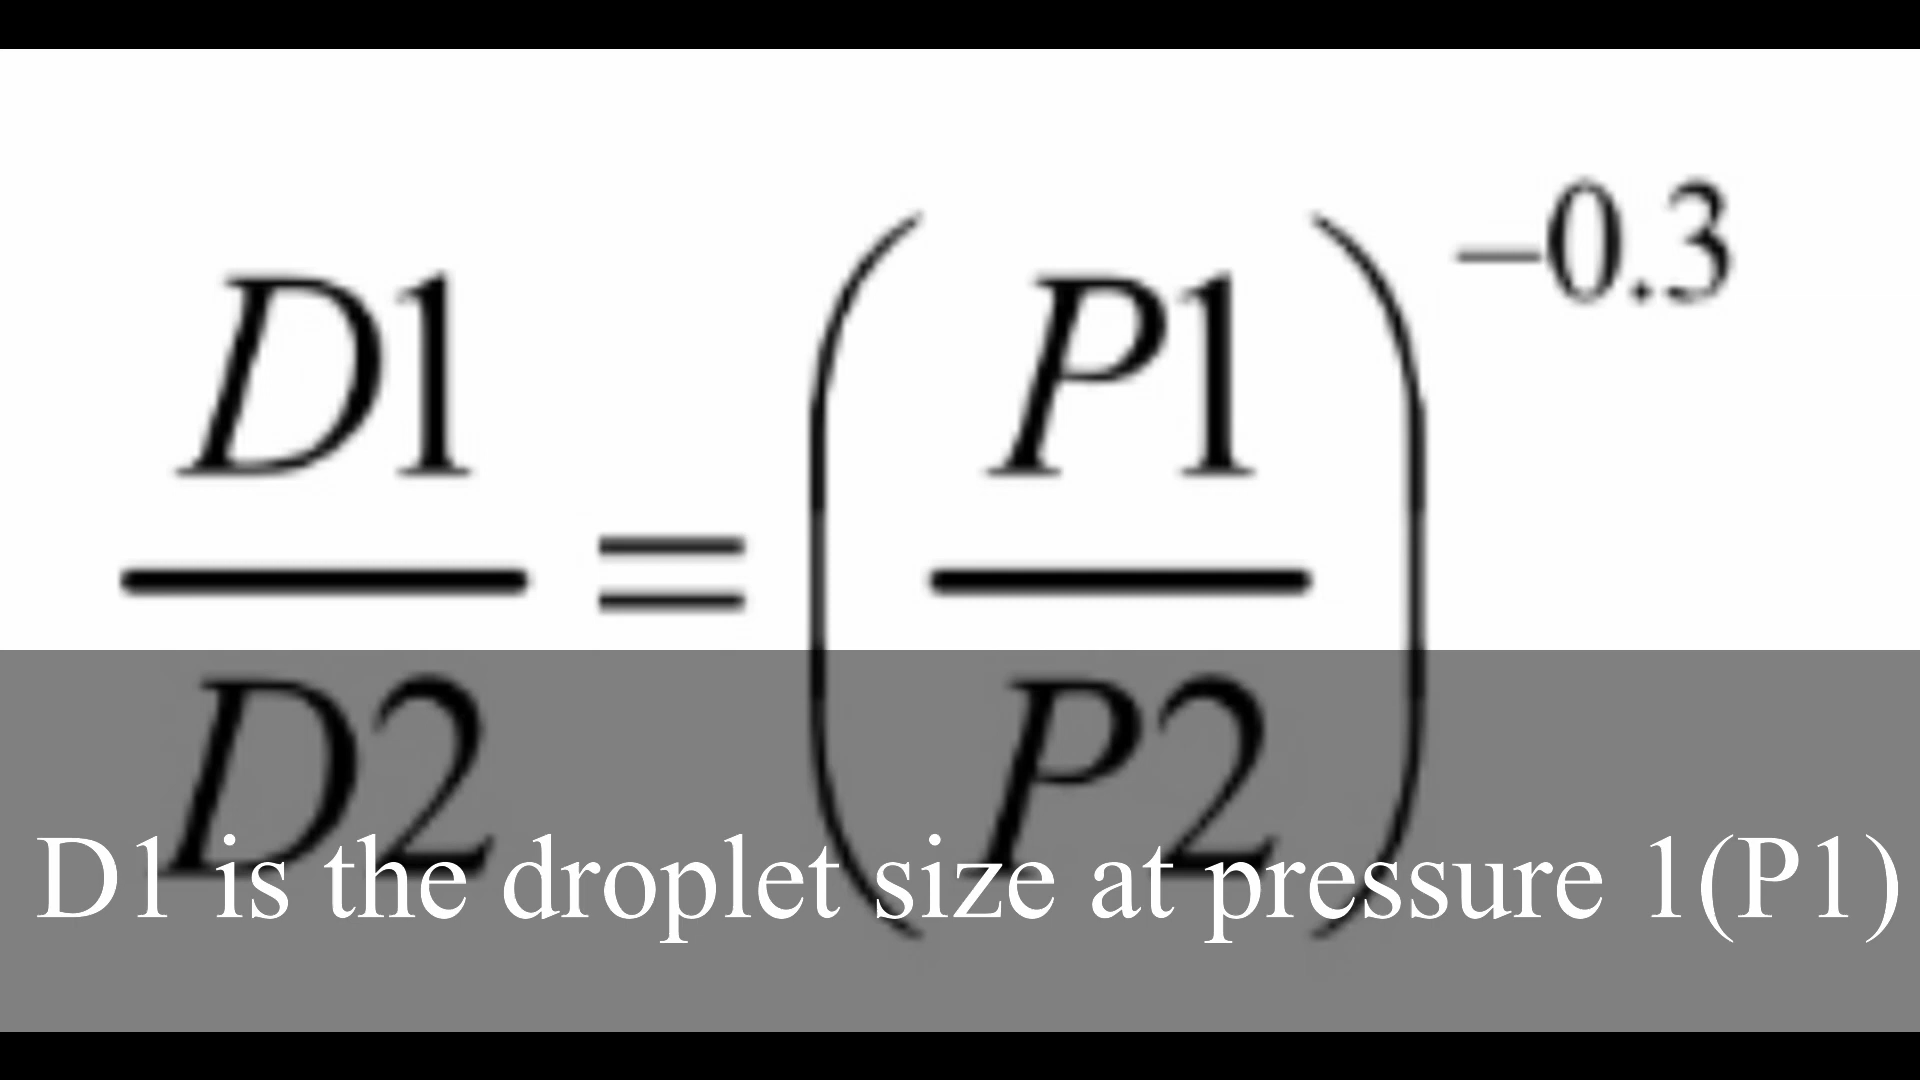 D1/D2 = (P1/P2)^−0.3
D1 is the droplet size at pressure 1(P1)